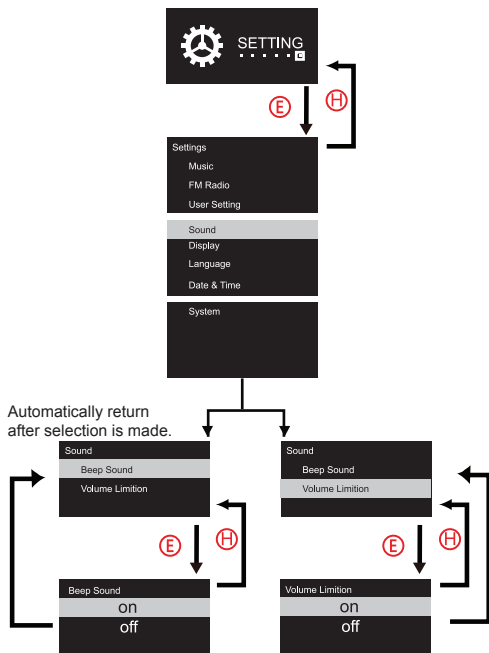 SETTING
C
E
H
Settings
Music
FM Radio
User Setting
Sound
Display
Language
Date & Time
System
Automatically return
after selection is made.
Sound
Beep Sound
Volume Limition
E
H
Beep Sound
on
off
Sound
Beep Sound
Volume Limition
E
H
Volume Limition
on
off